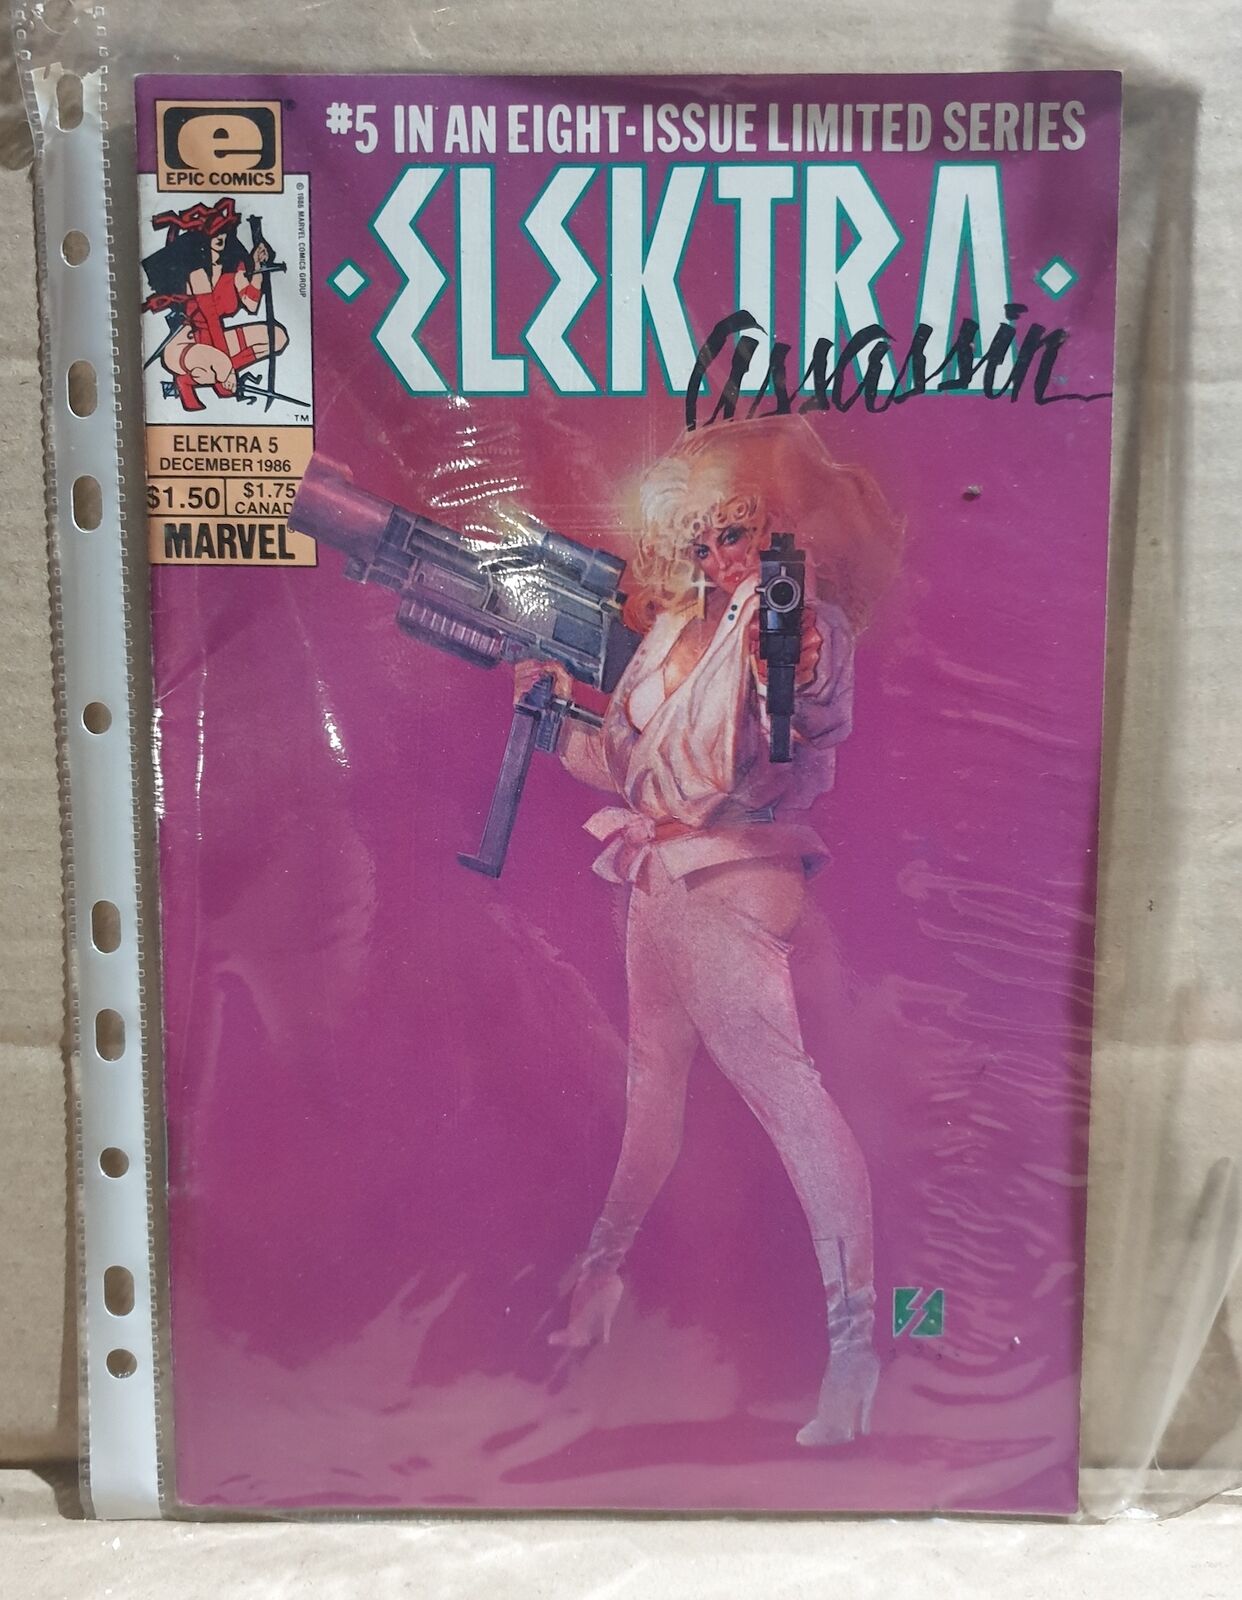 #5 IN AN EIGHT-ISSUE LIMITED SERIES
e ®
EPIC COMICS
© 1986 MARVEL COMICS GROUP
TM
·ELEKTRA·
assassin
ELEKTRA 5
DECEMBER 1986
$1.50
$1.75
CANAD
MARVEL®